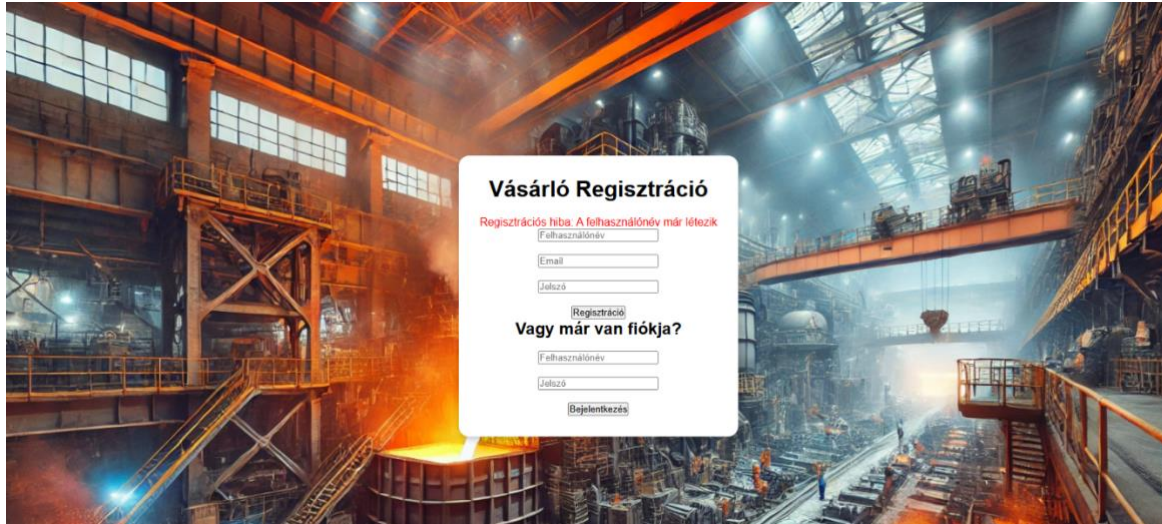 Vásárló Regisztráció
Regisztrációs hiba: A felhasználónév már létezik
Felhasználónév
Email
Jelszó
Regisztráció
Vagy már van fiókja?
Felhasználónév
Jelszó
Bejelentkezés